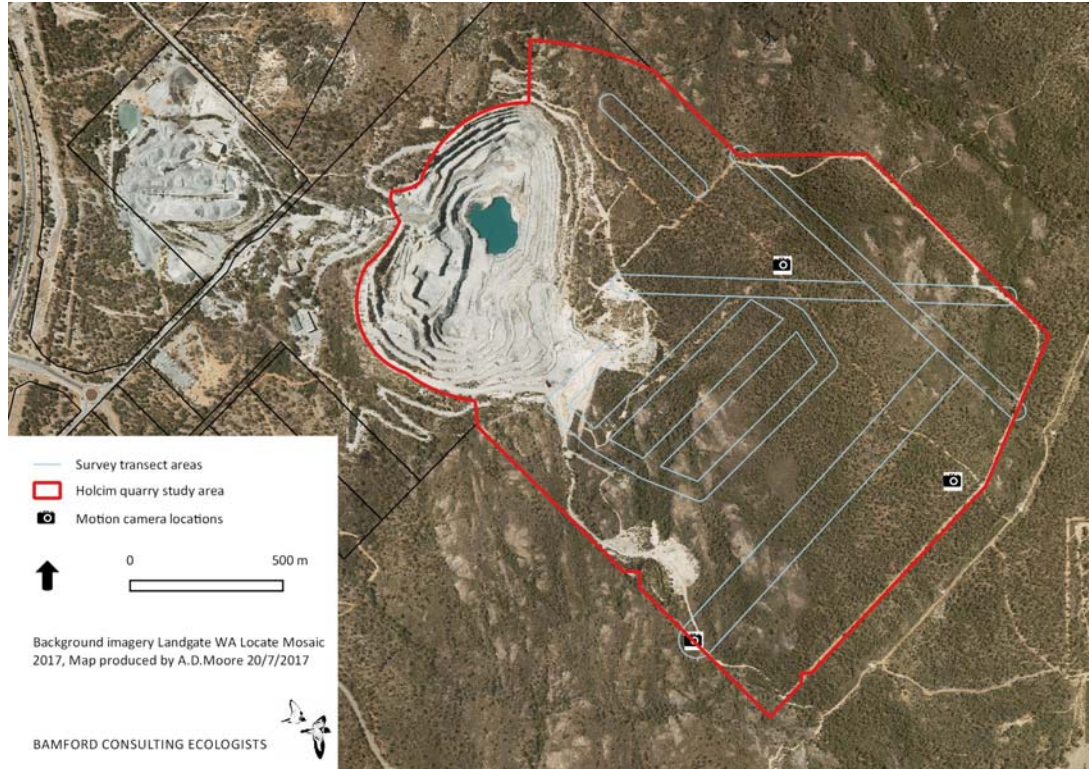 Survey transect areas
Holcim quarry study area
Motion camera locations
0 500 m
Background imagery Landgate WA Locate Mosaic
2017, Map produced by A.D.Moore 20/7/2017
BAMFORD CONSULTING ECOLOGISTS